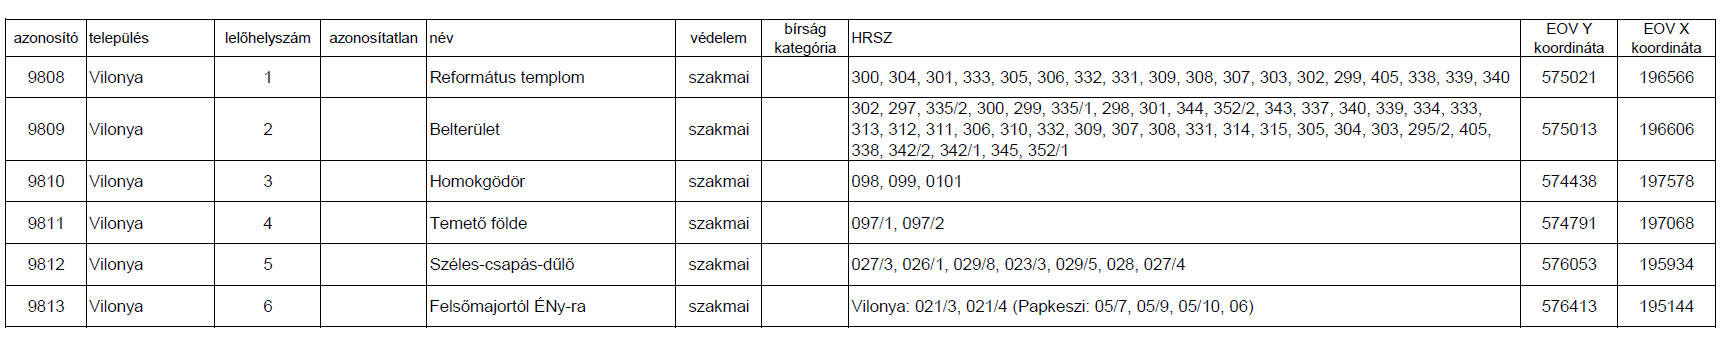 azonosító település lelőhelyszám azonosítatlan név védelem bírság kategória HRSZ EOV Y koordináta EOV X koordináta
9808 Vilonya 1 Református templom szakmai 300, 304, 301, 333, 305, 306, 332, 331, 309, 308, 307, 303, 302, 299, 405, 338, 339, 340 575021 196566
9809 Vilonya 2 Belterület szakmai 302, 297, 335/2, 300, 299, 335/1, 298, 301, 344, 352/2, 343, 337, 340, 339, 334, 333,
313, 312, 311, 306, 310, 332, 309, 307, 308, 331, 314, 315, 305, 304, 303, 295/2, 405,
338, 342/2, 342/1, 345, 352/1 575013 196606
9810 Vilonya 3 Homokgödör szakmai 098, 099, 0101 574438 197578
9811 Vilonya 4 Temető földe szakmai 097/1, 097/2 574791 197068
9812 Vilonya 5 Széles-csapás-dűlő szakmai 027/3, 026/1, 029/8, 023/3, 029/5, 028, 027/4 576053 195934
9813 Vilonya 6 Felsőmajortól ÉNy-ra szakmai Vilonya: 021/3, 021/4 (Papkeszi: 05/7, 05/9, 05/10, 06) 576413 195144